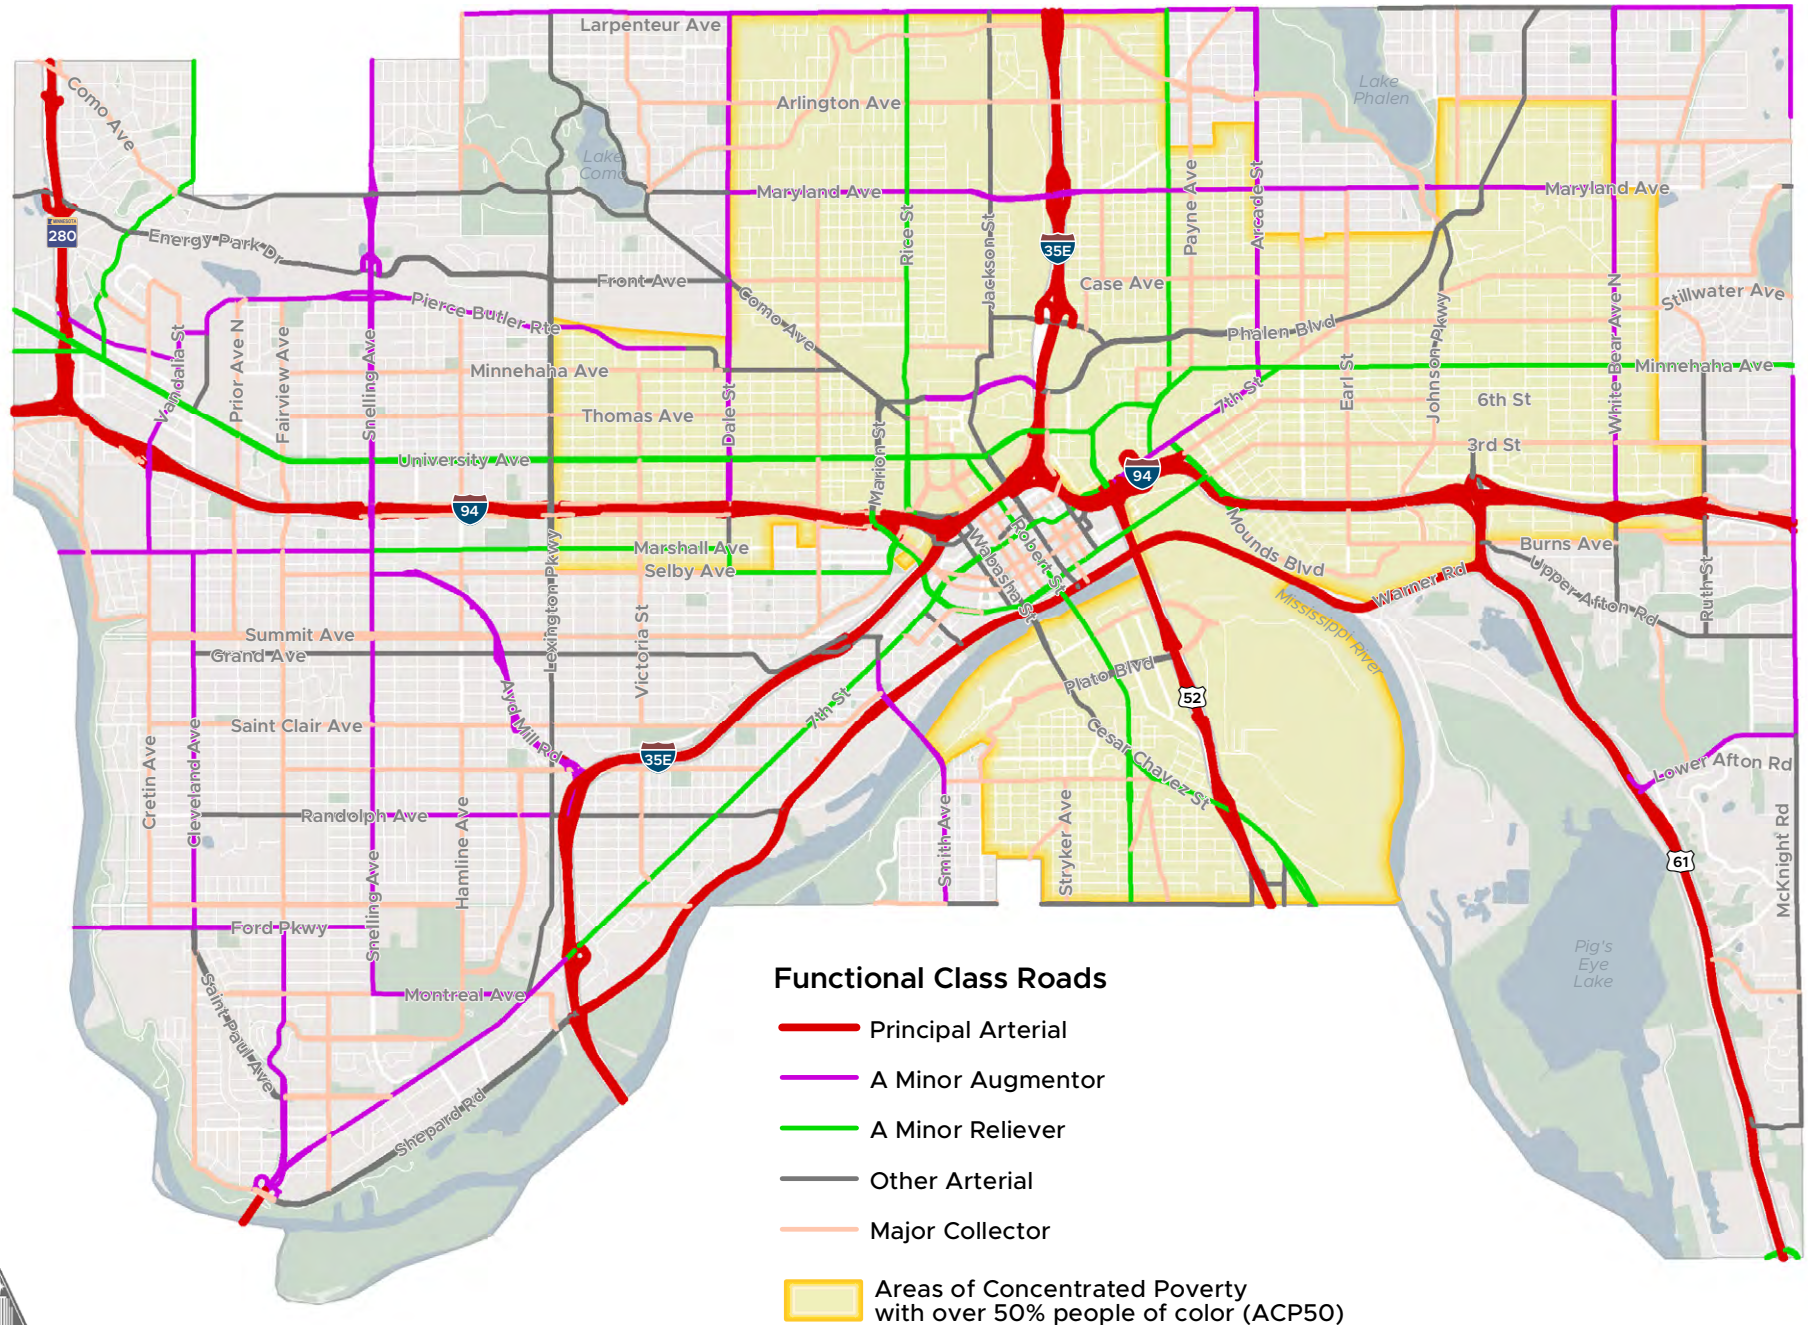 Larpenteur Ave
Como Ave
Arlington Ave
Lake
Phalen
Lake
Como
Maryland Ave
Maryland Ave
MINNESOTA
280
Energy Park Dr
Rice St
Jackson St
35E
Payne Ave
Arcade St
Front Ave
Case Ave
Pierce Butler Rte
Como Ave
Stillwater Ave
Phalen Blvd
Johnson Pkwy
White Bear Ave N
Vandalia St
Prior Ave N
Fairview Ave
Snelling Ave
Minnehaha Ave
Minnehaha Ave
Thomas Ave
Dale St
7th St
Earl St
6th St
3rd St
University Ave
Marion St
94
94
Marshall Ave
Selby Ave
Lexington Pkwy
Wabasha St
Robert St
Mounds Blvd
Burns Ave
Warner Rd
Upper Afton Rd
Ruth St
Mississippi River
Summit Ave
Grand Ave
Victoria St
Plato Blvd
52
Ayd Mill Rd
7th St
Saint Clair Ave
35E
Cesar Chavez St
Cretin Ave
Cleveland Ave
Lower Afton Rd
Randolph Ave
Hamline Ave
Smith Ave
Stryker Ave
61
McKnight Rd
Snelling Ave
Ford Pkwy
Pig's
Eye
Lake
Saint Paul Ave
Montreal Ave
Shepard Rd
Functional Class Roads
Principal Arterial
A Minor Augmentor
A Minor Reliever
Other Arterial
Major Collector
Areas of Concentrated Poverty
with over 50% people of color (ACP50)